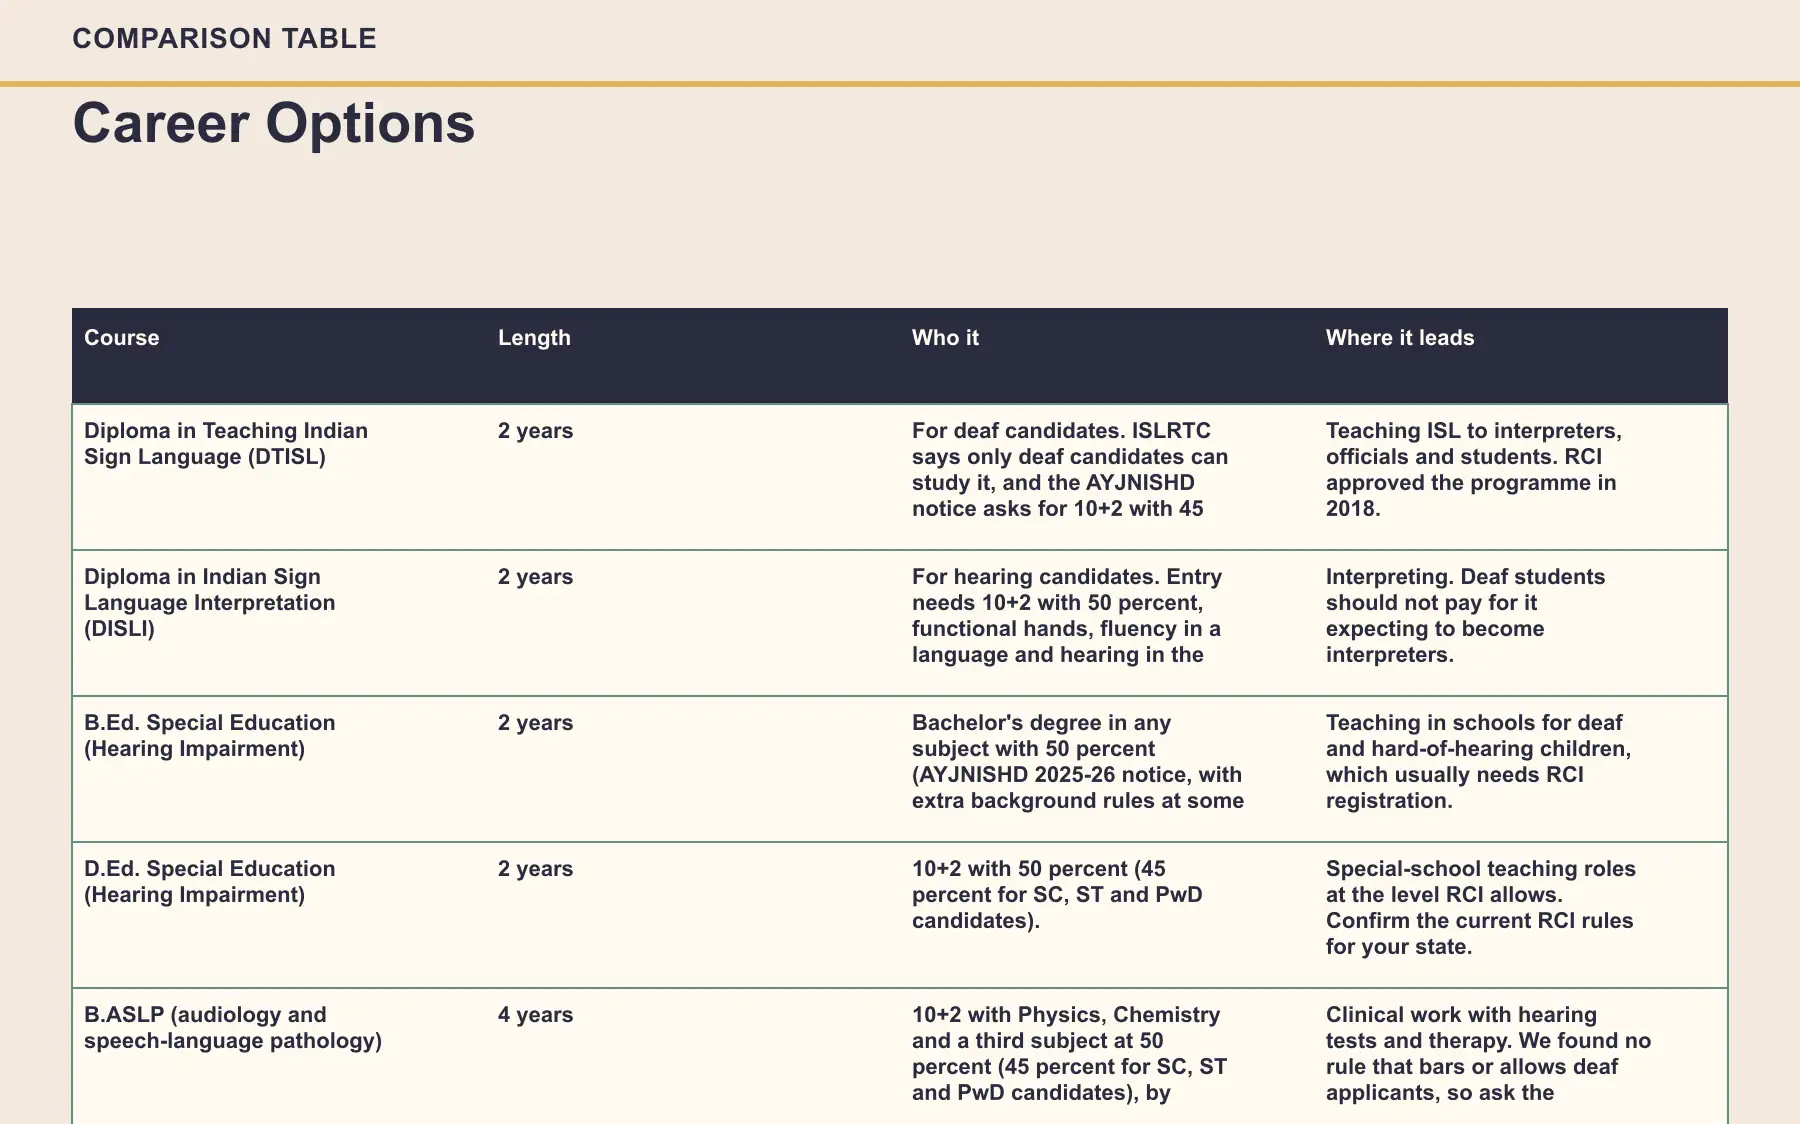 COMPARISON TABLE
Career Options
Course Length Who it Where it leads
Diploma in Teaching Indian
Sign Language (DTISL)
2 years
For deaf candidates. ISLRTC
says only deaf candidates can
study it, and the AYJNISHD
notice asks for 10+2 with 45
Teaching ISL to interpreters,
officials and students. RCI
approved the programme in
2018.
Diploma in Indian Sign
Language Interpretation
(DISLI)
2 years
For hearing candidates. Entry
needs 10+2 with 50 percent,
functional hands, fluency in a
language and hearing in the
Interpreting. Deaf students
should not pay for it
expecting to become
interpreters.
B.Ed. Special Education
(Hearing Impairment)
2 years
Bachelor's degree in any
subject with 50 percent
(AYJNISHD 2025-26 notice, with
extra background rules at some
Teaching in schools for deaf
and hard-of-hearing children,
which usually needs RCI
registration.
D.Ed. Special Education
(Hearing Impairment)
2 years
10+2 with 50 percent (45
percent for SC, ST and PwD
candidates).
Special-school teaching roles
at the level RCI allows.
Confirm the current RCI rules
for your state.
B.ASLP (audiology and
speech-language pathology)
4 years
10+2 with Physics, Chemistry
and a third subject at 50
percent (45 percent for SC, ST
and PwD candidates), by
Clinical work with hearing
tests and therapy. We found no
rule that bars or allows deaf
applicants, so ask the